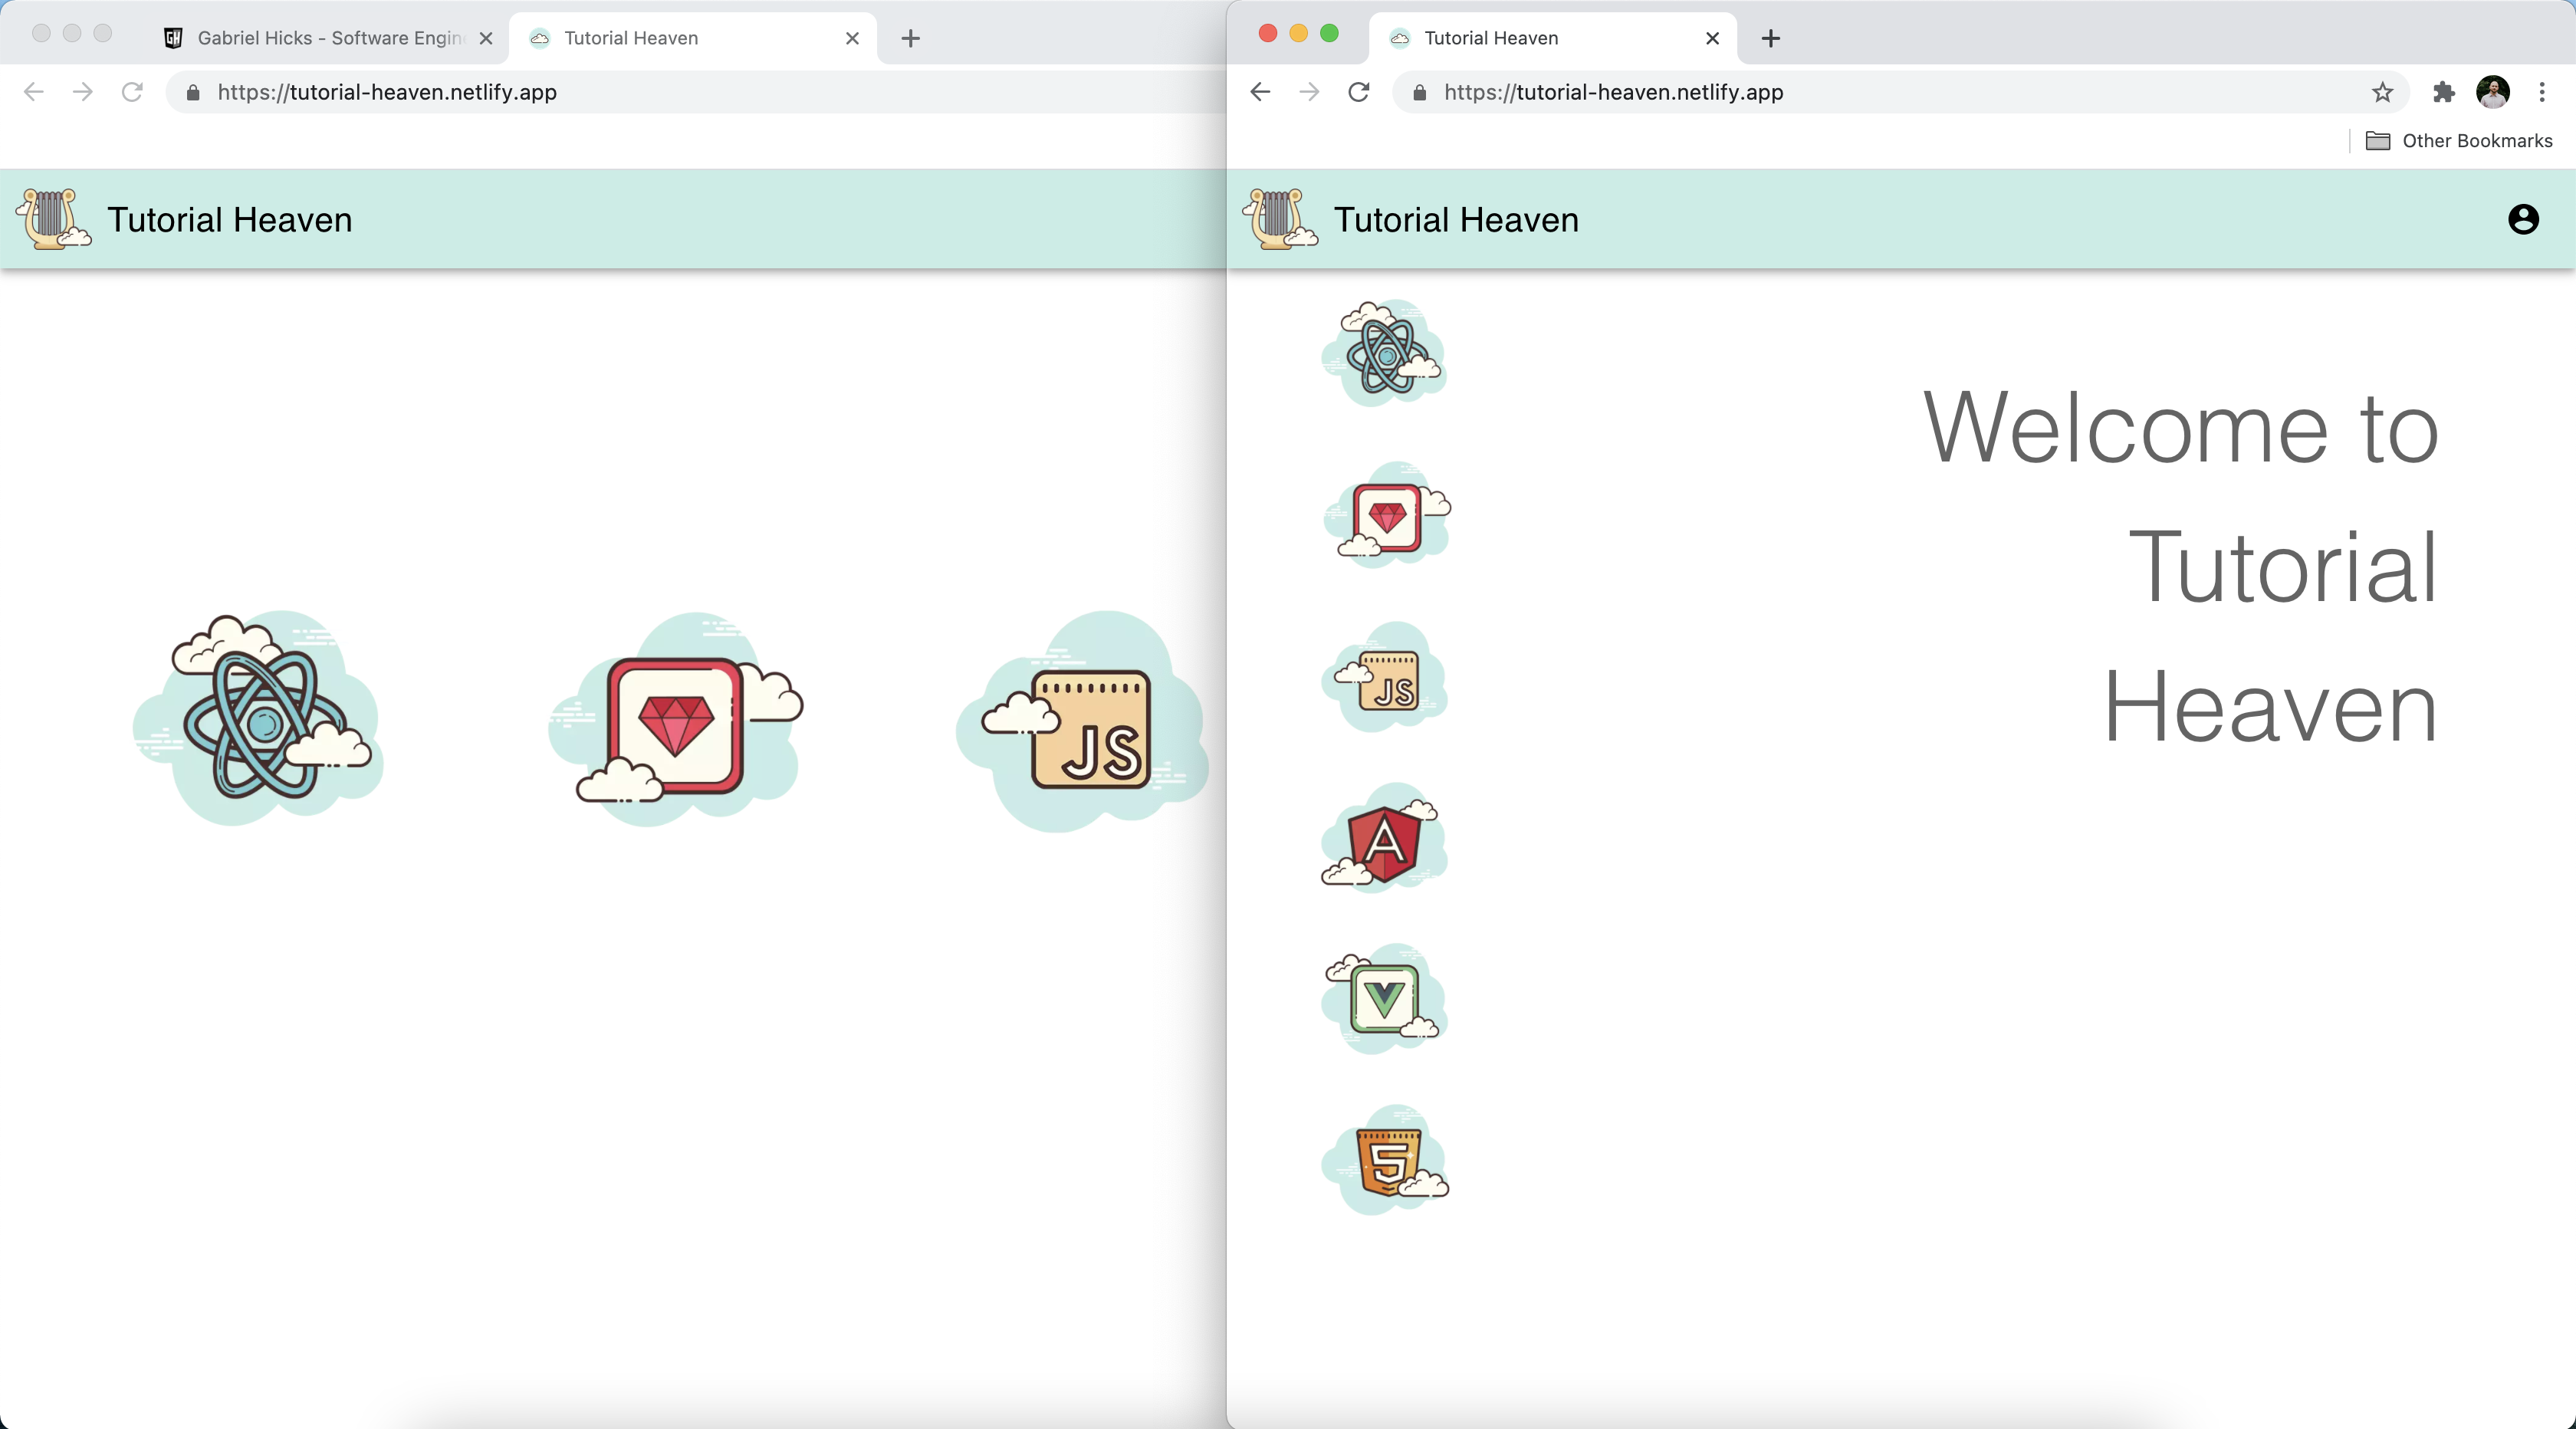 Gabriel Hicks - Software Engin
Tutorial Heaven
https://tutorial-heaven.netlify.app
Tutorial Heaven
JS
Tutorial Heaven
https://tutorial-heaven.netlify.app
Other Bookmarks
Tutorial Heaven
Welcome to
Tutorial
Heaven
JS
A
5